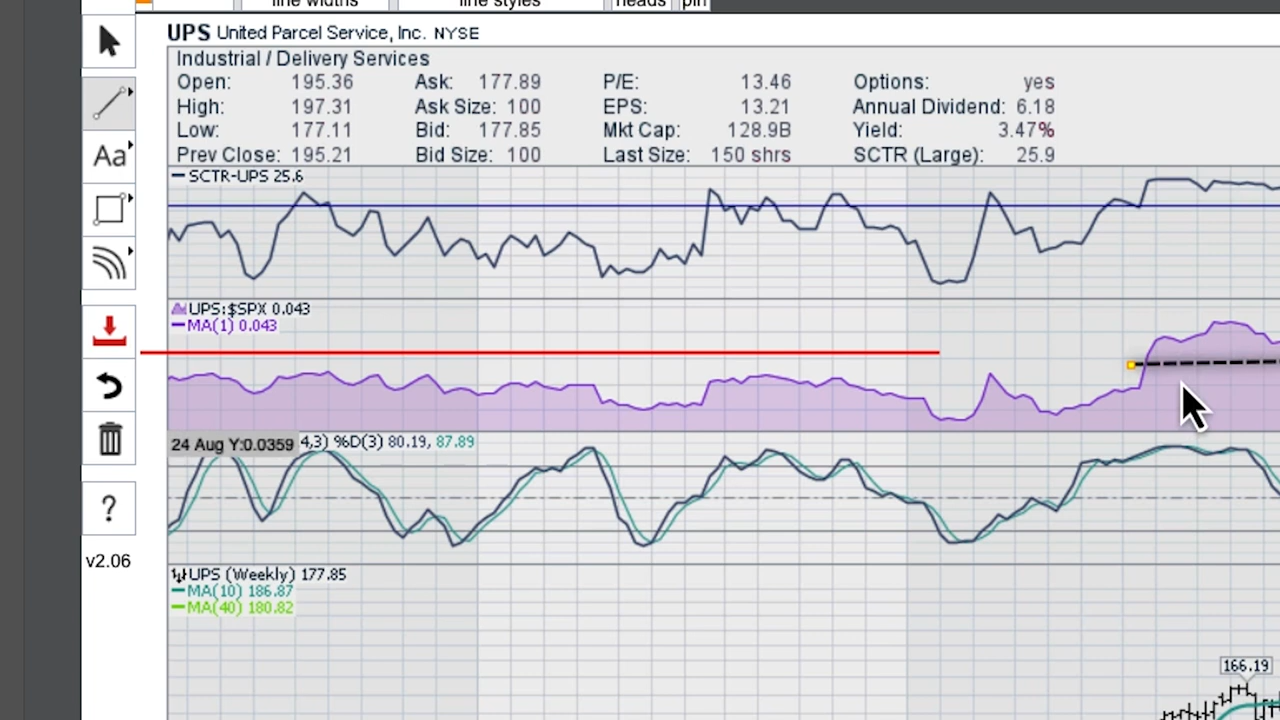 line widths line styles heads pin
UPS United Parcel Service, Inc. NYSE
Industrial / Delivery Services
Open: 195.36 Ask: 177.89 P/E: 13.46 Options: yes
High: 197.31 Ask Size: 100 EPS: 13.21 Annual Dividend: 6.18
Low: 177.11 Bid: 177.85 Mkt Cap: 128.9B Yield: 3.47%
Prev Close: 195.21 Bid Size: 100 Last Size: 150 shrs SCTR (Large): 25.9
SCTR-UPS 25.6
Aa
UPS:$SPX 0.043
MA(1) 0.043
24 Aug Y:0.0359 4,3) %D(3) 80.19, 87.89
?
v2.06
UPS (Weekly) 177.85
MA(10) 186.87
MA(40) 180.82
166.19